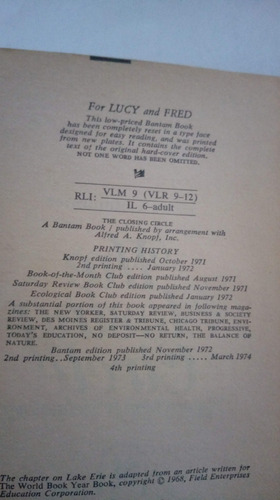 For LUCY and FRED
This low-priced Bantam Book
has been completely reset in a type face
designed for easy reading, and was printed
from new plates. It contains the complete
text of the original hard-cover edition.
NOT ONE WORD HAS BEEN OMITTED.
RLI: VLM 9 (VLR 9-12)
IL 6-adult
THE CLOSING CIRCLE
A Bantam Book / published by arrangement with
Alfred A. Knopf, Inc.
PRINTING HISTORY
Knopf edition published October 1971
2nd printing ..... January 1972
Book-of-the-Month Club edition published August 1971
Saturday Review Book Club edition published November 1971
Ecological Book Club edition published January 1972
A substantial portion of this book appeared in following maga-
zines: THE NEW YORKER, SATURDAY REVIEW, BUSINESS & SOCIETY
REVIEW, DES MOINES REGISTER & TRIBUNE, CHICAGO TRIBUNE, ENVI-
RONMENT, ARCHIVES OF ENVIRONMENTAL HEALTH, PROGRESSIVE,
TODAY'S EDUCATION, NO DEPOSIT—NO RETURN, THE BALANCE OF
NATURE.
Bantam edition published November 1972
2nd printing..September 1973 3rd printing ..... March 1974
4th printing
The chapter on Lake Erie is adapted from an article written for
The World Book Year Book, copyright © 1968, Field Enterprises
Education Corporation.